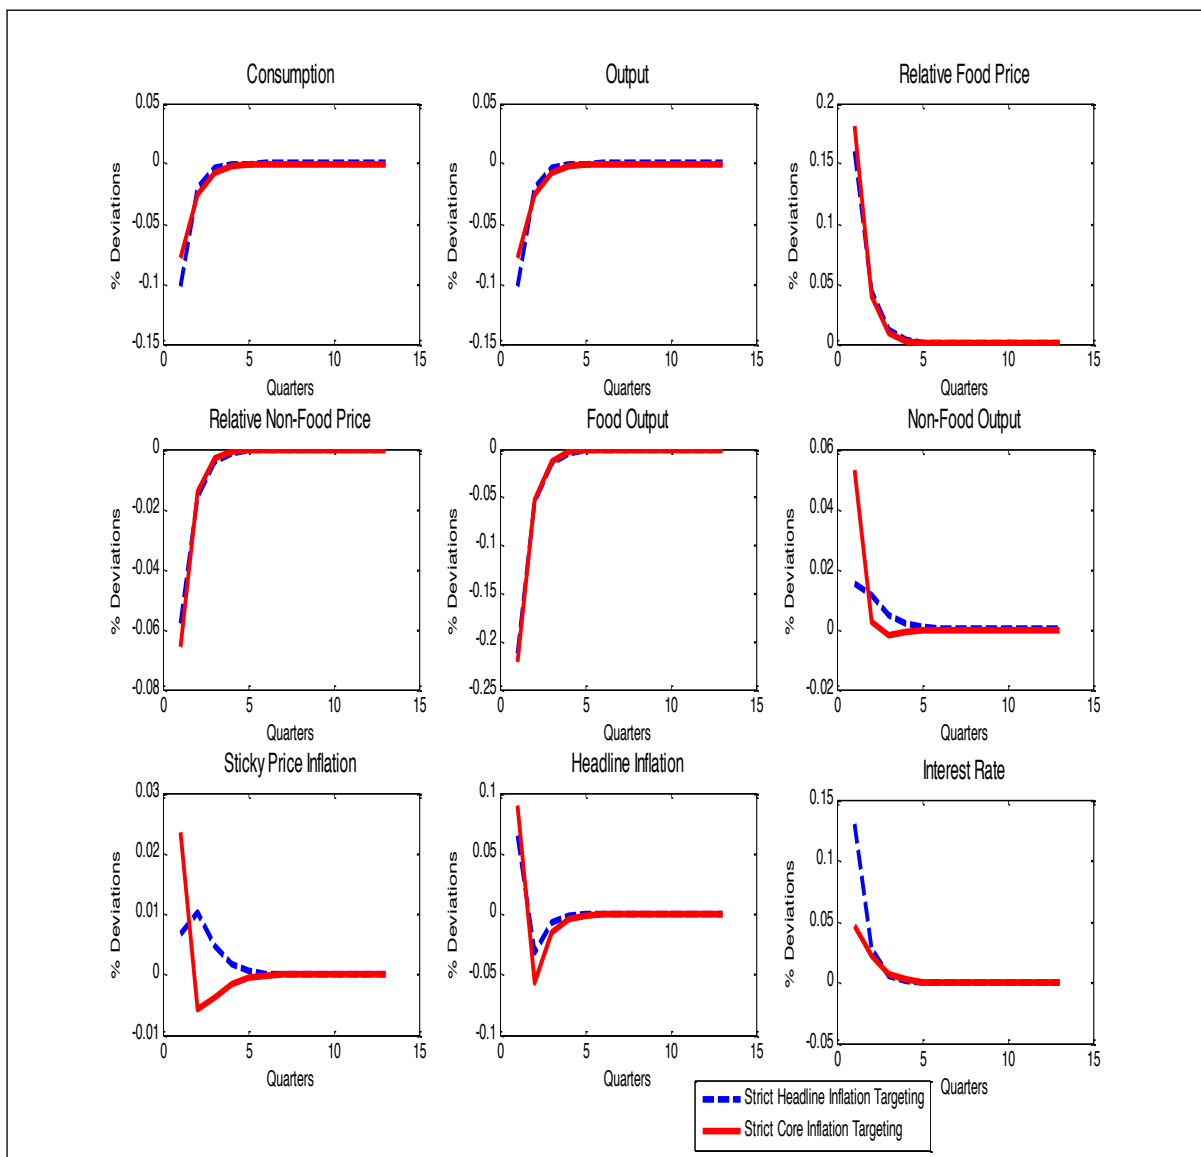 Consumption
0.05
0
-0.05
-0.1
-0.15
% Deviations
0 5 10 15
Quarters
Output
0.05
0
-0.05
-0.1
-0.15
% Deviations
0 5 10 15
Quarters
Relative Food Price
0.2
0.15
0.1
0.05
0
% Deviations
0 5 10 15
Quarters
Relative Non-Food Price
0
-0.02
-0.04
-0.06
-0.08
% Deviations
0 5 10 15
Quarters
Food Output
0
-0.05
-0.1
-0.15
-0.2
-0.25
% Deviations
0 5 10 15
Quarters
Non-Food Output
0.06
0.04
0.02
0
-0.02
% Deviations
0 5 10 15
Quarters
Sticky Price Inflation
0.03
0.02
0.01
0
-0.01
% Deviations
0 5 10 15
Quarters
Headline Inflation
0.1
0.05
0
-0.05
-0.1
% Deviations
0 5 10 15
Quarters
Interest Rate
0.15
0.1
0.05
0
-0.05
% Deviations
0 5 10 15
Quarters
Strict Headline Inflation Targeting
Strict Core Inflation Targeting